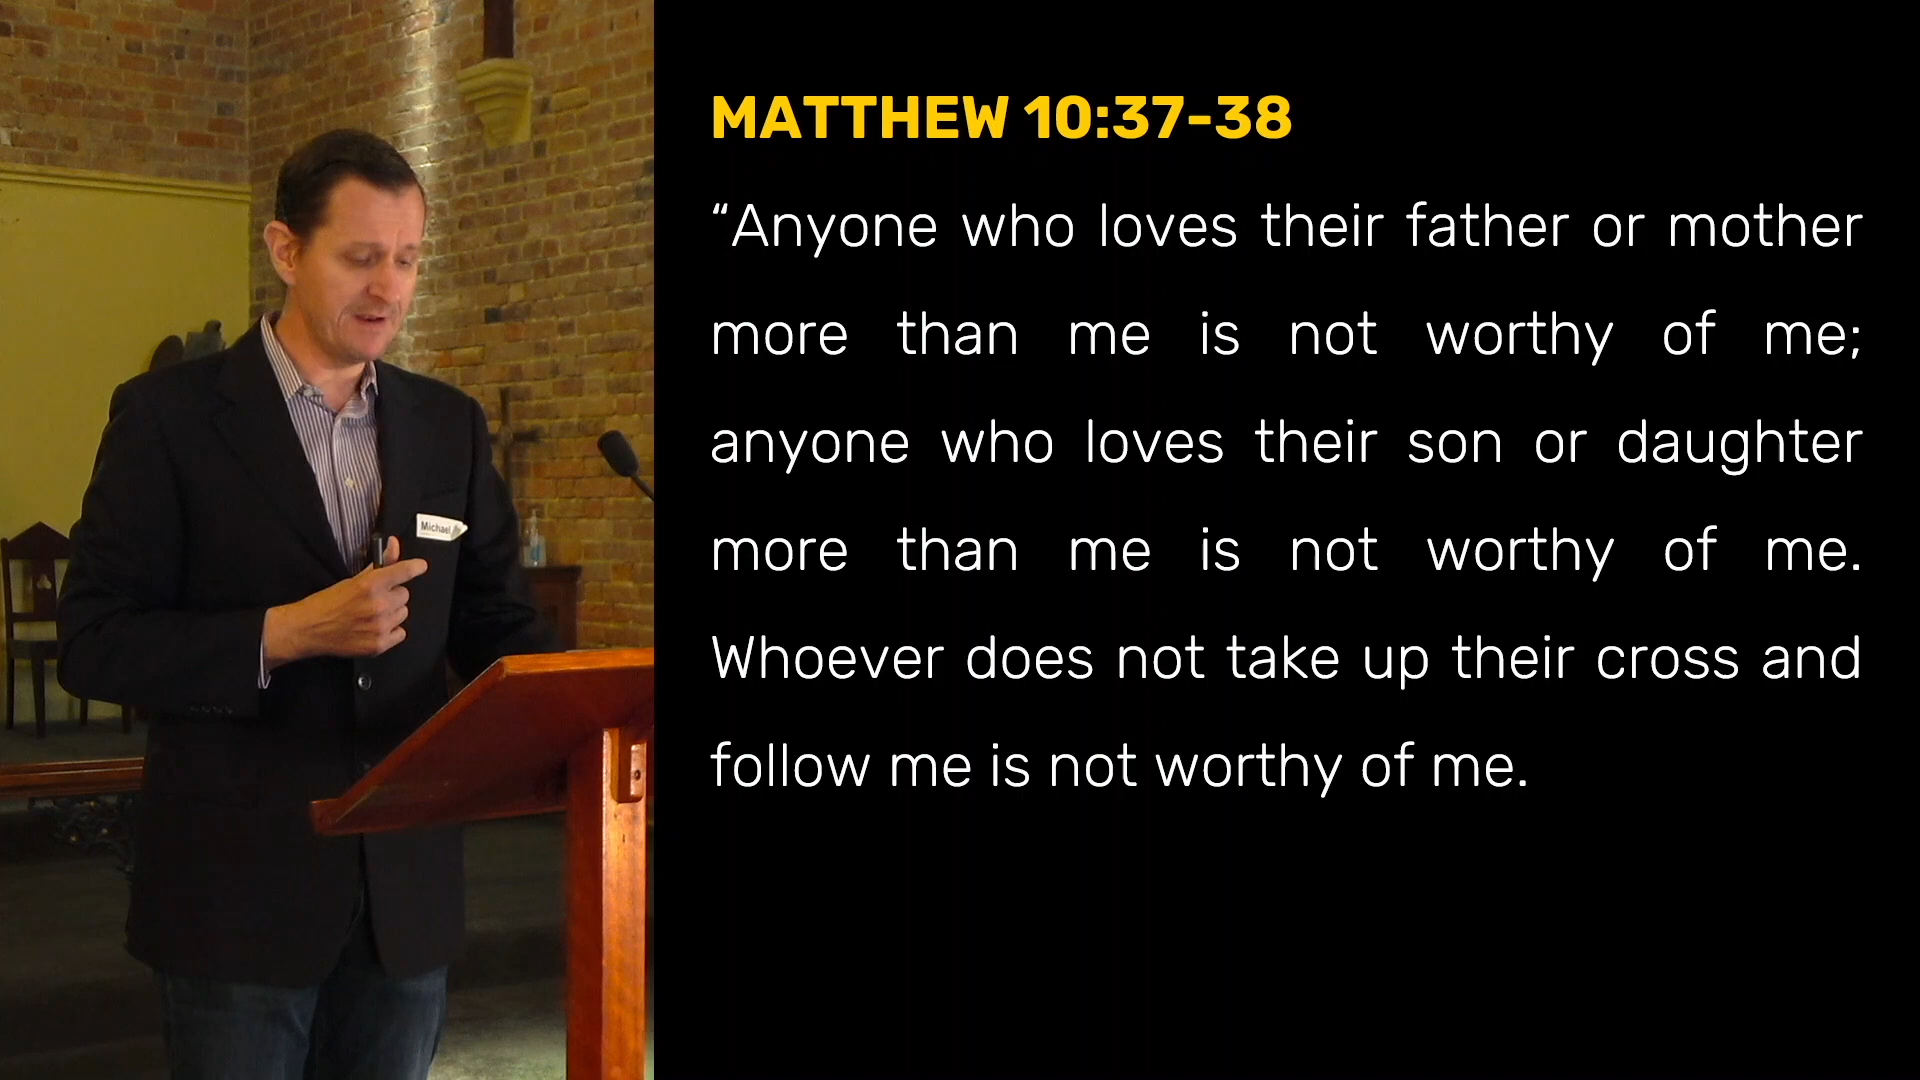 MATTHEW 10:37-38
“Anyone who loves their father or mother
more than me is not worthy of me;
anyone who loves their son or daughter
more than me is not worthy of me.
Whoever does not take up their cross and
follow me is not worthy of me.
Michael